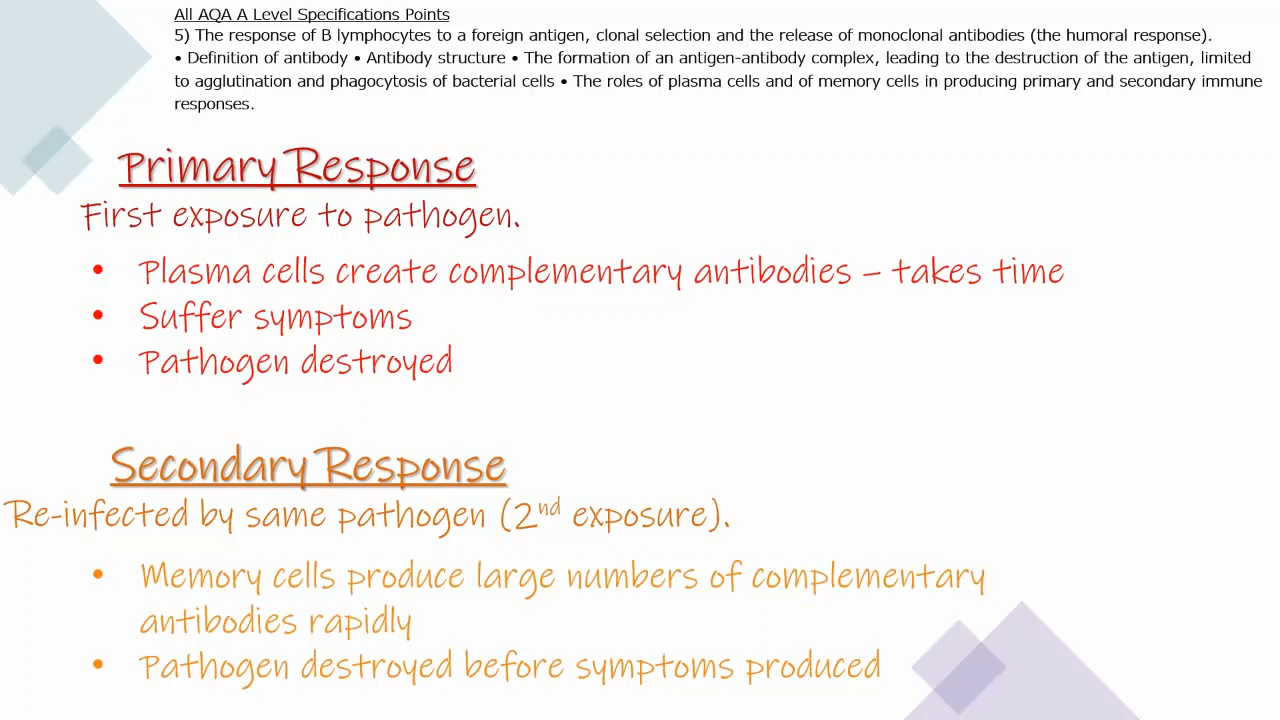 All AQA A Level Specifications Points
5) The response of B lymphocytes to a foreign antigen, clonal selection and the release of monoclonal antibodies (the humoral response).
• Definition of antibody • Antibody structure • The formation of an antigen-antibody complex, leading to the destruction of the antigen, limited
to agglutination and phagocytosis of bacterial cells • The roles of plasma cells and of memory cells in producing primary and secondary immune
responses.
Primary Response
First exposure to pathogen.
• Plasma cells create complementary antibodies – takes time
• Suffer symptoms
• Pathogen destroyed
Secondary Response
Re-infected by same pathogen (2nd exposure).
• Memory cells produce large numbers of complementary
antibodies rapidly
• Pathogen destroyed before symptoms produced